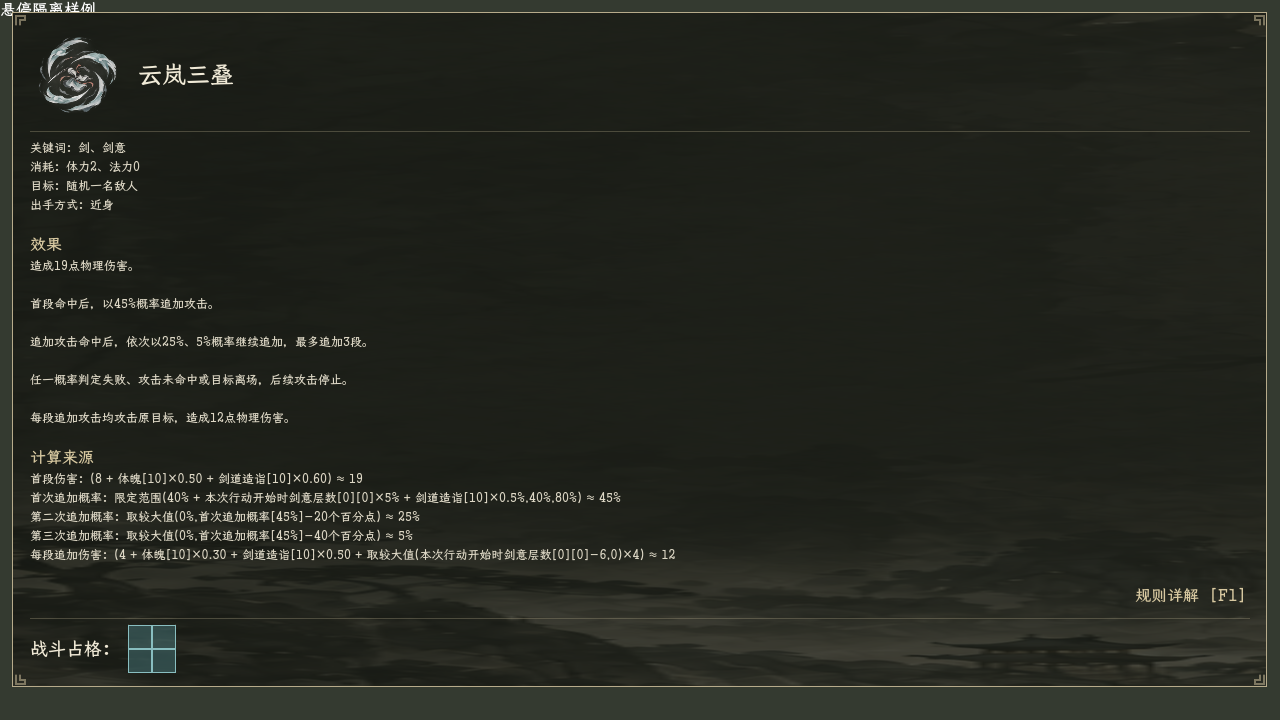 悬停隔离样例
云岚三叠
关键词: 剑、剑意
消耗: 体力2、法力0
目标: 随机一名敌人
出手方式: 近身
效果
造成19点物理伤害。
首段命中后, 以45%概率追加攻击。
追加攻击命中后, 依次以25%、5%概率继续追加, 最多追加3段。
任一概率判定失败、攻击未命中或目标离场, 后续攻击停止。
每段追加攻击均攻击原目标, 造成12点物理伤害。
计算来源
首段伤害: (8 + 体魄[10]×0.50 + 剑道造诣[10]×0.60) ≈ 19
首次追加概率: 限定范围(40% + 本次行动开始时剑意层数[0][0]×5% + 剑道造诣[10]×0.5%,40%,80%) ≈ 45%
第二次追加概率: 取较大值(0%,首次追加概率[45%]-20个百分点) ≈ 25%
第三次追加概率: 取较大值(0%,首次追加概率[45%]-40个百分点) ≈ 5%
每段追加伤害: (4 + 体魄[10]×0.30 + 剑道造诣[10]×0.50 + 取较大值(本次行动开始时剑意层数[0][0]-6,0)×4) ≈ 12
规则详解 [F1]
战斗占格: